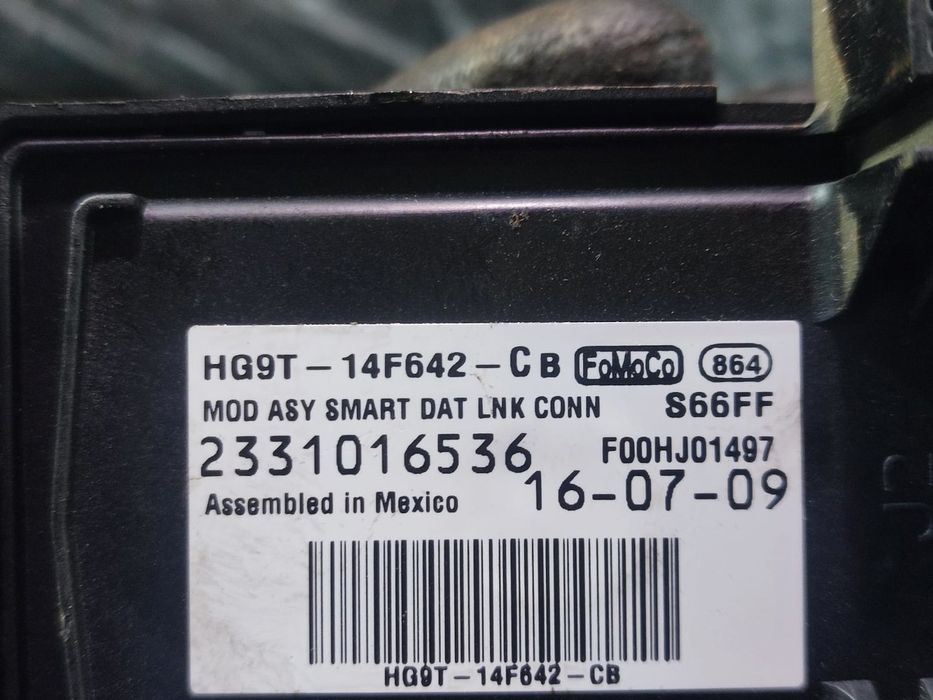 HG9T-14F642-CB FoMoCo 864
MOD ASY SMART DAT LNK CONN S66FF
2331016536 F00HJ01497
Assembled in Mexico 16-07-09
HG9T-14F642-CB